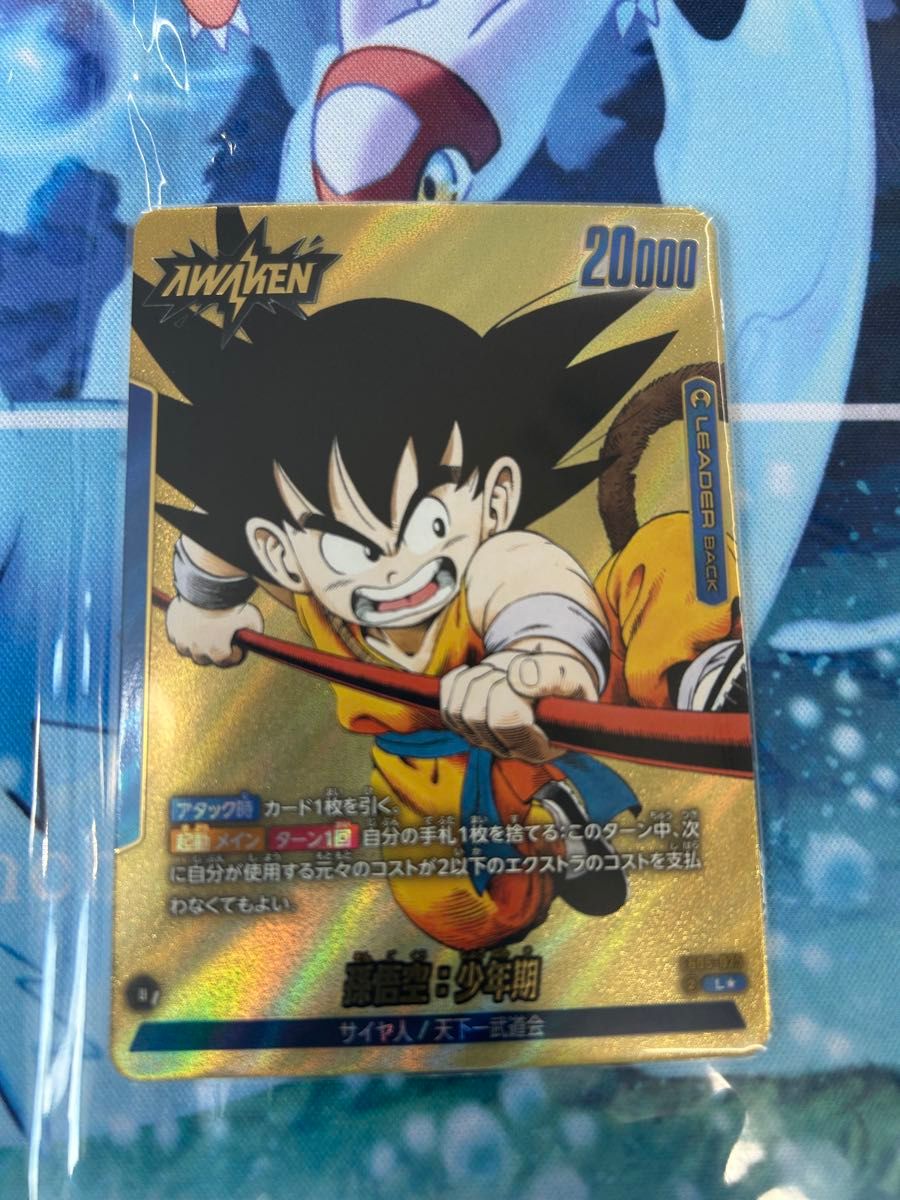 AWAKEN
20000
LEADER BACK
アタック時 カード1枚を引く。
起動メイン ターン1回 自分の手札1枚を捨てる:このターン中、次
に自分が使用する元々のコストが2以下のエクストラのコストを支払
わなくてもよい。
孫悟空:少年期
L★
サイヤ人/天下一武道会